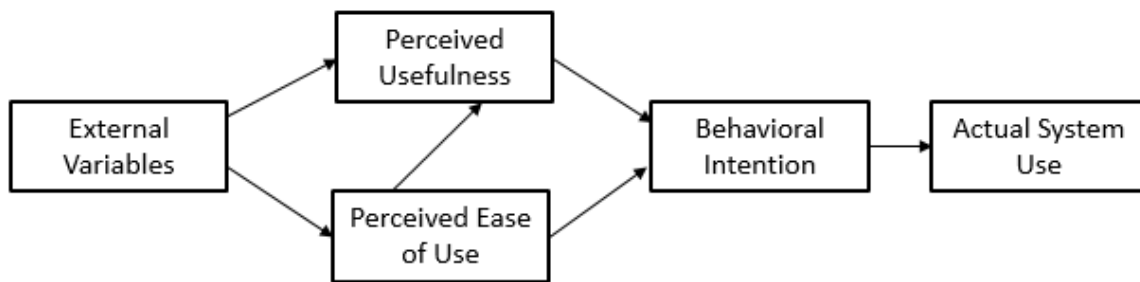 Perceived
Usefulness
External
Variables
Behavioral
Intention
Actual System
Use
Perceived Ease
of Use